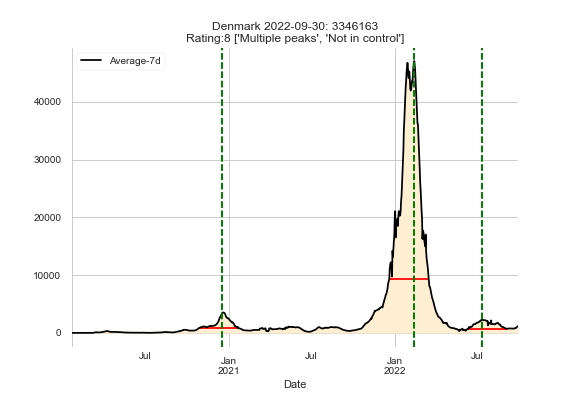 Denmark 2022-09-30: 3346163
Rating:8 ['Multiple peaks', 'Not in control']
Average-7d
40000
30000
20000
10000
0
Jul
Jan
2021
Jul
Jan
2022
Jul
Date